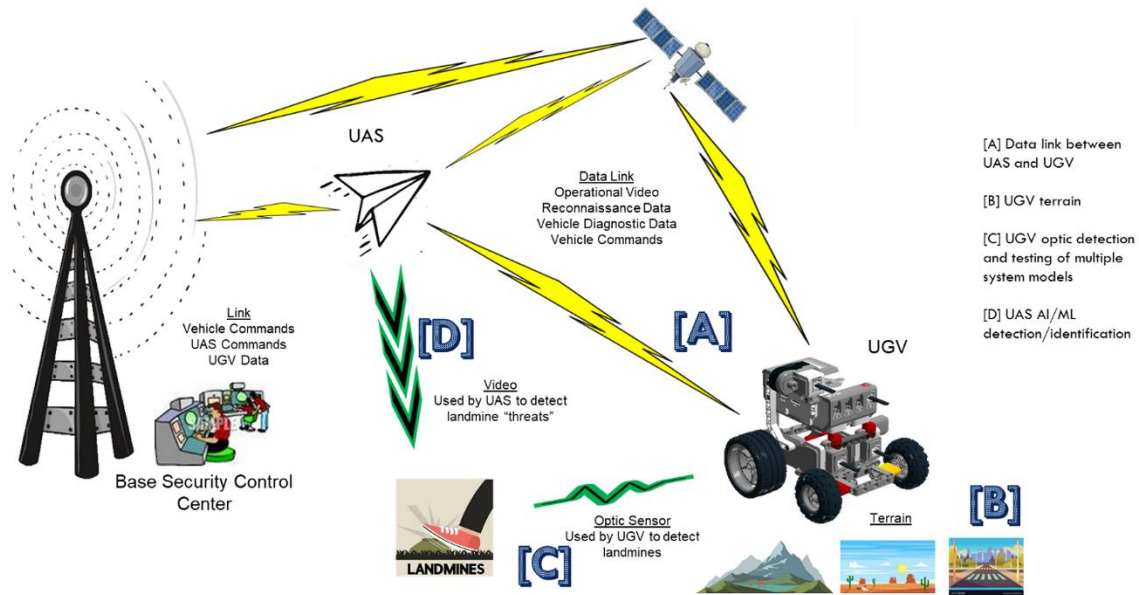 UAS
Data Link
Operational Video
Reconnaissance Data
Vehicle Diagnostic Data
Vehicle Commands
[A] Data link between
UAS and UGV
[B] UGV terrain
[C] UGV optic detection
and testing of multiple
system models
[D] UAS AI/ML
detection/identification
Link
Vehicle Commands
UAS Commands
UGV Data
[D]
[A]
UGV
Video
Used by UAS to detect
landmine “threats”
Base Security Control
Center
LANDMINES
[C]
Optic Sensor
Used by UGV to detect
landmines
Terrain
[B]